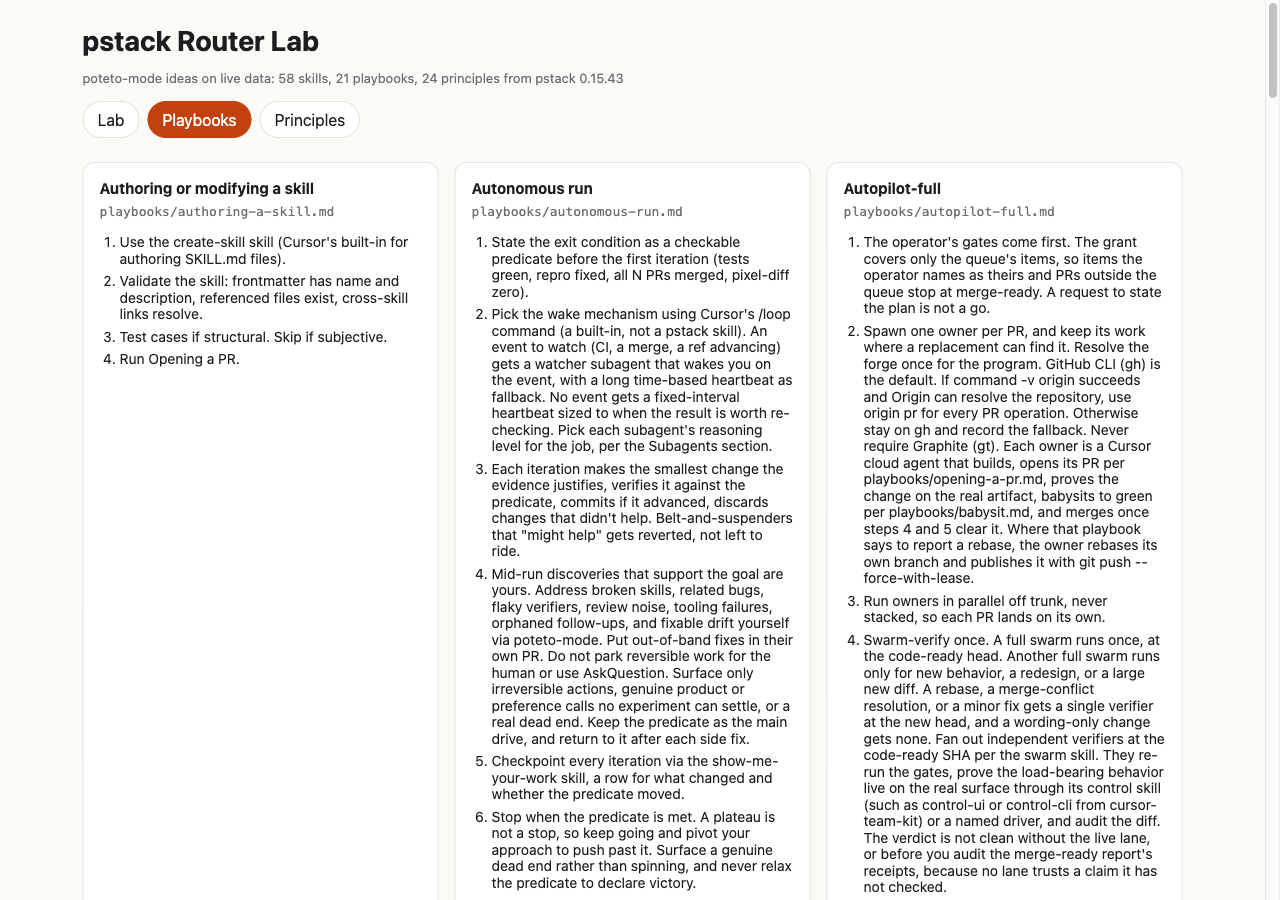 pstack Router Lab
poteto-mode ideas on live data: 58 skills, 21 playbooks, 24 principles from pstack 0.15.43
Lab
Playbooks
Principles
Authoring or modifying a skill
playbooks/authoring-a-skill.md
1. Use the create-skill skill (Cursor's built-in for
authoring SKILL.md files).
2. Validate the skill: frontmatter has name and
description, referenced files exist, cross-skill
links resolve.
3. Test cases if structural. Skip if subjective.
4. Run Opening a PR.
Autonomous run
playbooks/autonomous-run.md
1. State the exit condition as a checkable
predicate before the first iteration (tests
green, repro fixed, all N PRs merged, pixel-diff
zero).
2. Pick the wake mechanism using Cursor's /loop
command (a built-in, not a pstack skill). An
event to watch (CI, a merge, a ref advancing)
gets a watcher subagent that wakes you on
the event, with a long time-based heartbeat as
fallback. No event gets a fixed-interval
heartbeat sized to when the result is worth re-
checking. Pick each subagent's reasoning
level for the job, per the Subagents section.
3. Each iteration makes the smallest change the
evidence justifies, verifies it against the
predicate, commits if it advanced, discards
changes that didn't help. Belt-and-suspenders
that "might help" gets reverted, not left to
ride.
4. Mid-run discoveries that support the goal are
yours. Address broken skills, related bugs,
flaky verifiers, review noise, tooling failures,
orphaned follow-ups, and fixable drift yourself
via poteto-mode. Put out-of-band fixes in their
own PR. Do not park reversible work for the
human or use AskQuestion. Surface only
irreversible actions, genuine product or
preference calls no experiment can settle, or a
real dead end. Keep the predicate as the main
drive, and return to it after each side fix.
5. Checkpoint every iteration via the show-me-
your-work skill, a row for what changed and
whether the predicate moved.
6. Stop when the predicate is met. A plateau is
not a stop, so keep going and pivot your
approach to push past it. Surface a genuine
dead end rather than spinning, and never relax
the predicate to declare victory.
Autopilot-full
playbooks/autopilot-full.md
1. The operator's gates come first. The grant
covers only the queue's items, so items the
operator names as theirs and PRs outside the
queue stop at merge-ready. A request to state
the plan is not a go.
2. Spawn one owner per PR, and keep its work
where a replacement can find it. Resolve the
forge once for the program. GitHub CLI (gh) is
the default. If command -v origin succeeds
and Origin can resolve the repository, use
origin pr for every PR operation. Otherwise
stay on gh and record the fallback. Never
require Graphite (gt). Each owner is a Cursor
cloud agent that builds, opens its PR per
playbooks/opening-a-pr.md, proves the
change on the real artifact, babysits to green
per playbooks/babysit.md, and merges once
steps 4 and 5 clear it. Where that playbook
says to report a rebase, the owner rebases its
own branch and publishes it with git push --
force-with-lease.
3. Run owners in parallel off trunk, never
stacked, so each PR lands on its own.
4. Swarm-verify once. A full swarm runs once, at
the code-ready head. Another full swarm runs
only for new behavior, a redesign, or a large
new diff. A rebase, a merge-conflict
resolution, or a minor fix gets a single verifier
at the new head, and a wording-only change
gets none. Fan out independent verifiers at the
code-ready SHA per the swarm skill. They re-
run the gates, prove the load-bearing behavior
live on the real surface through its control skill
(such as control-ui or control-cli from cursor-
team-kit) or a named driver, and audit the diff.
The verdict is not clean without the live lane,
or before you audit the merge-ready report's
receipts, because no lane trusts a claim it has
not checked.